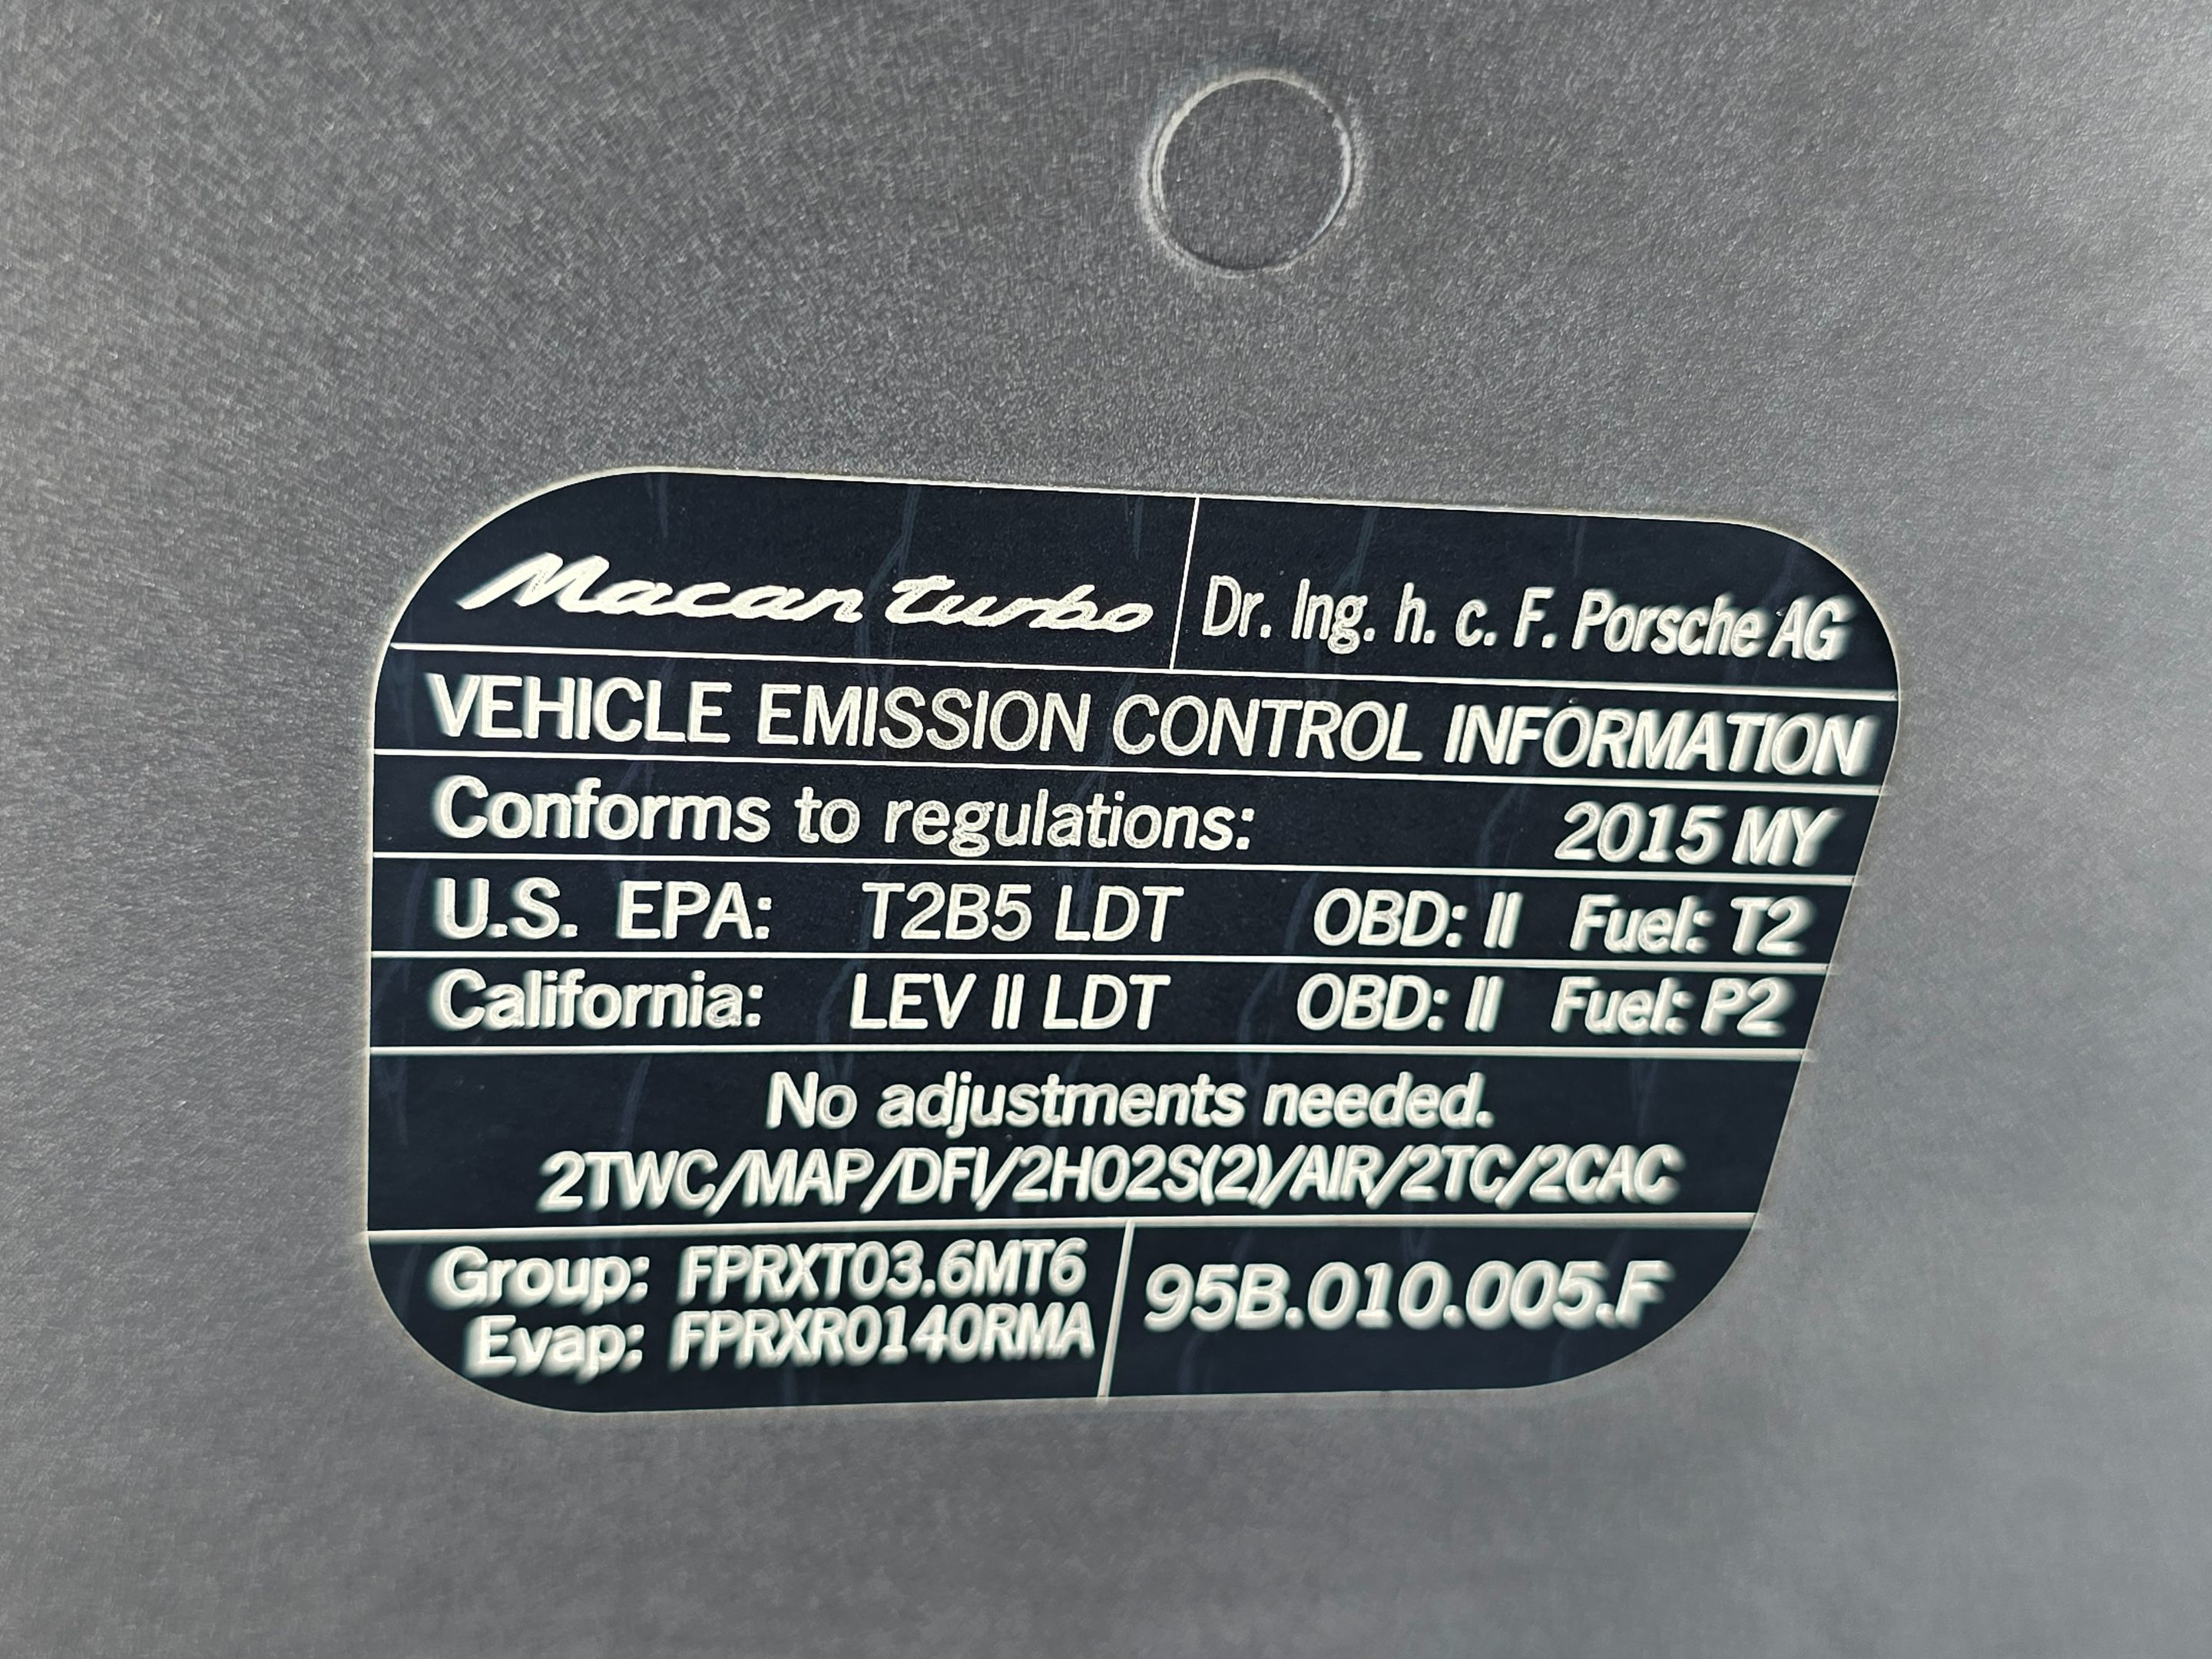 Macan turbo Dr. Ing. h. c. F. Porsche AG
VEHICLE EMISSION CONTROL INFORMATION
Conforms to regulations: 2015 MY
U.S. EPA: T2B5 LDT OBD: II Fuel: T2
California: LEV II LDT OBD: II Fuel: P2
No adjustments needed.
2TWC/MAP/DFI/2HO2S(2)/AIR/2TC/2CAC
Group: FPRXT03.6MT6
Evap: FPRXR0140RMA
95B.010.005.F